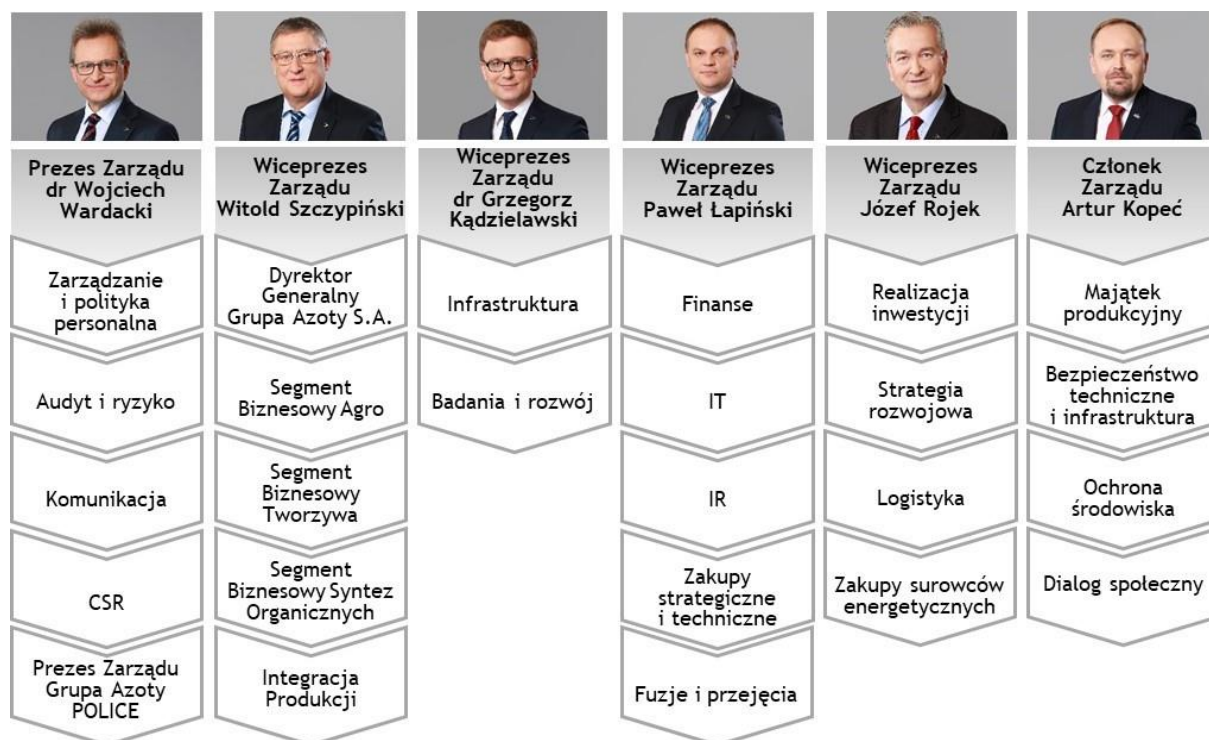 Prezes Zarządu
dr Wojciech
Wardacki
Zarządzanie
i polityka
personalna
Audyt i ryzyko
Komunikacja
CSR
Prezes Zarządu
Grupa Azoty
POLICE
Wiceprezes
Zarządu
Witold Szczypiński
Dyrektor
Generalny
Grupa Azoty S.A.
Segment
Biznesowy Agro
Segment
Biznesowy
Tworzywa
Segment
Biznesowy Syntez
Organicznych
Integracja
Produkcji
Wiceprezes
Zarządu
dr Grzegorz
Kądzielawski
Infrastruktura
Badania i rozwój
Wiceprezes
Zarządu
Paweł Łapiński
Finanse
IT
IR
Zakupy
strategiczne
i techniczne
Fuzje i przejęcia
Wiceprezes
Zarządu
Józef Rojek
Realizacja
inwestycji
Strategia
rozwojowa
Logistyka
Zakupy surowców
energetycznych
Członek
Zarządu
Artur Kopeć
Majątek
produkcyjny
Bezpieczeństwo
techniczne
i infrastruktura
Ochrona
środowiska
Dialog społeczny